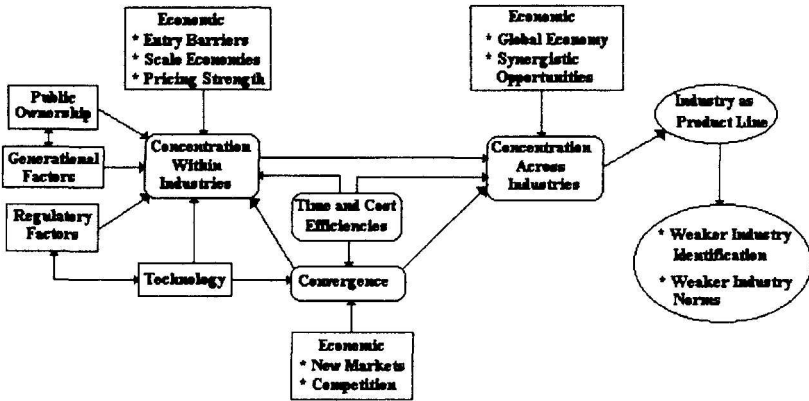 Economic
* Entry Barriers
* Scale Economies
* Pricing Strength
Economic
* Global Economy
* Synergistic
Opportunities
Public
Ownership
Generational
Factors
Regulatory
Factors
Concentration
Within
Industries
Time and Cost
Efficiencies
Concentration
Across
Industries
Industry as
Product Line
* Weaker Industry
Identification
* Weaker Industry
Norms
Technology
Convergence
Economic
* New Markets
* Competition